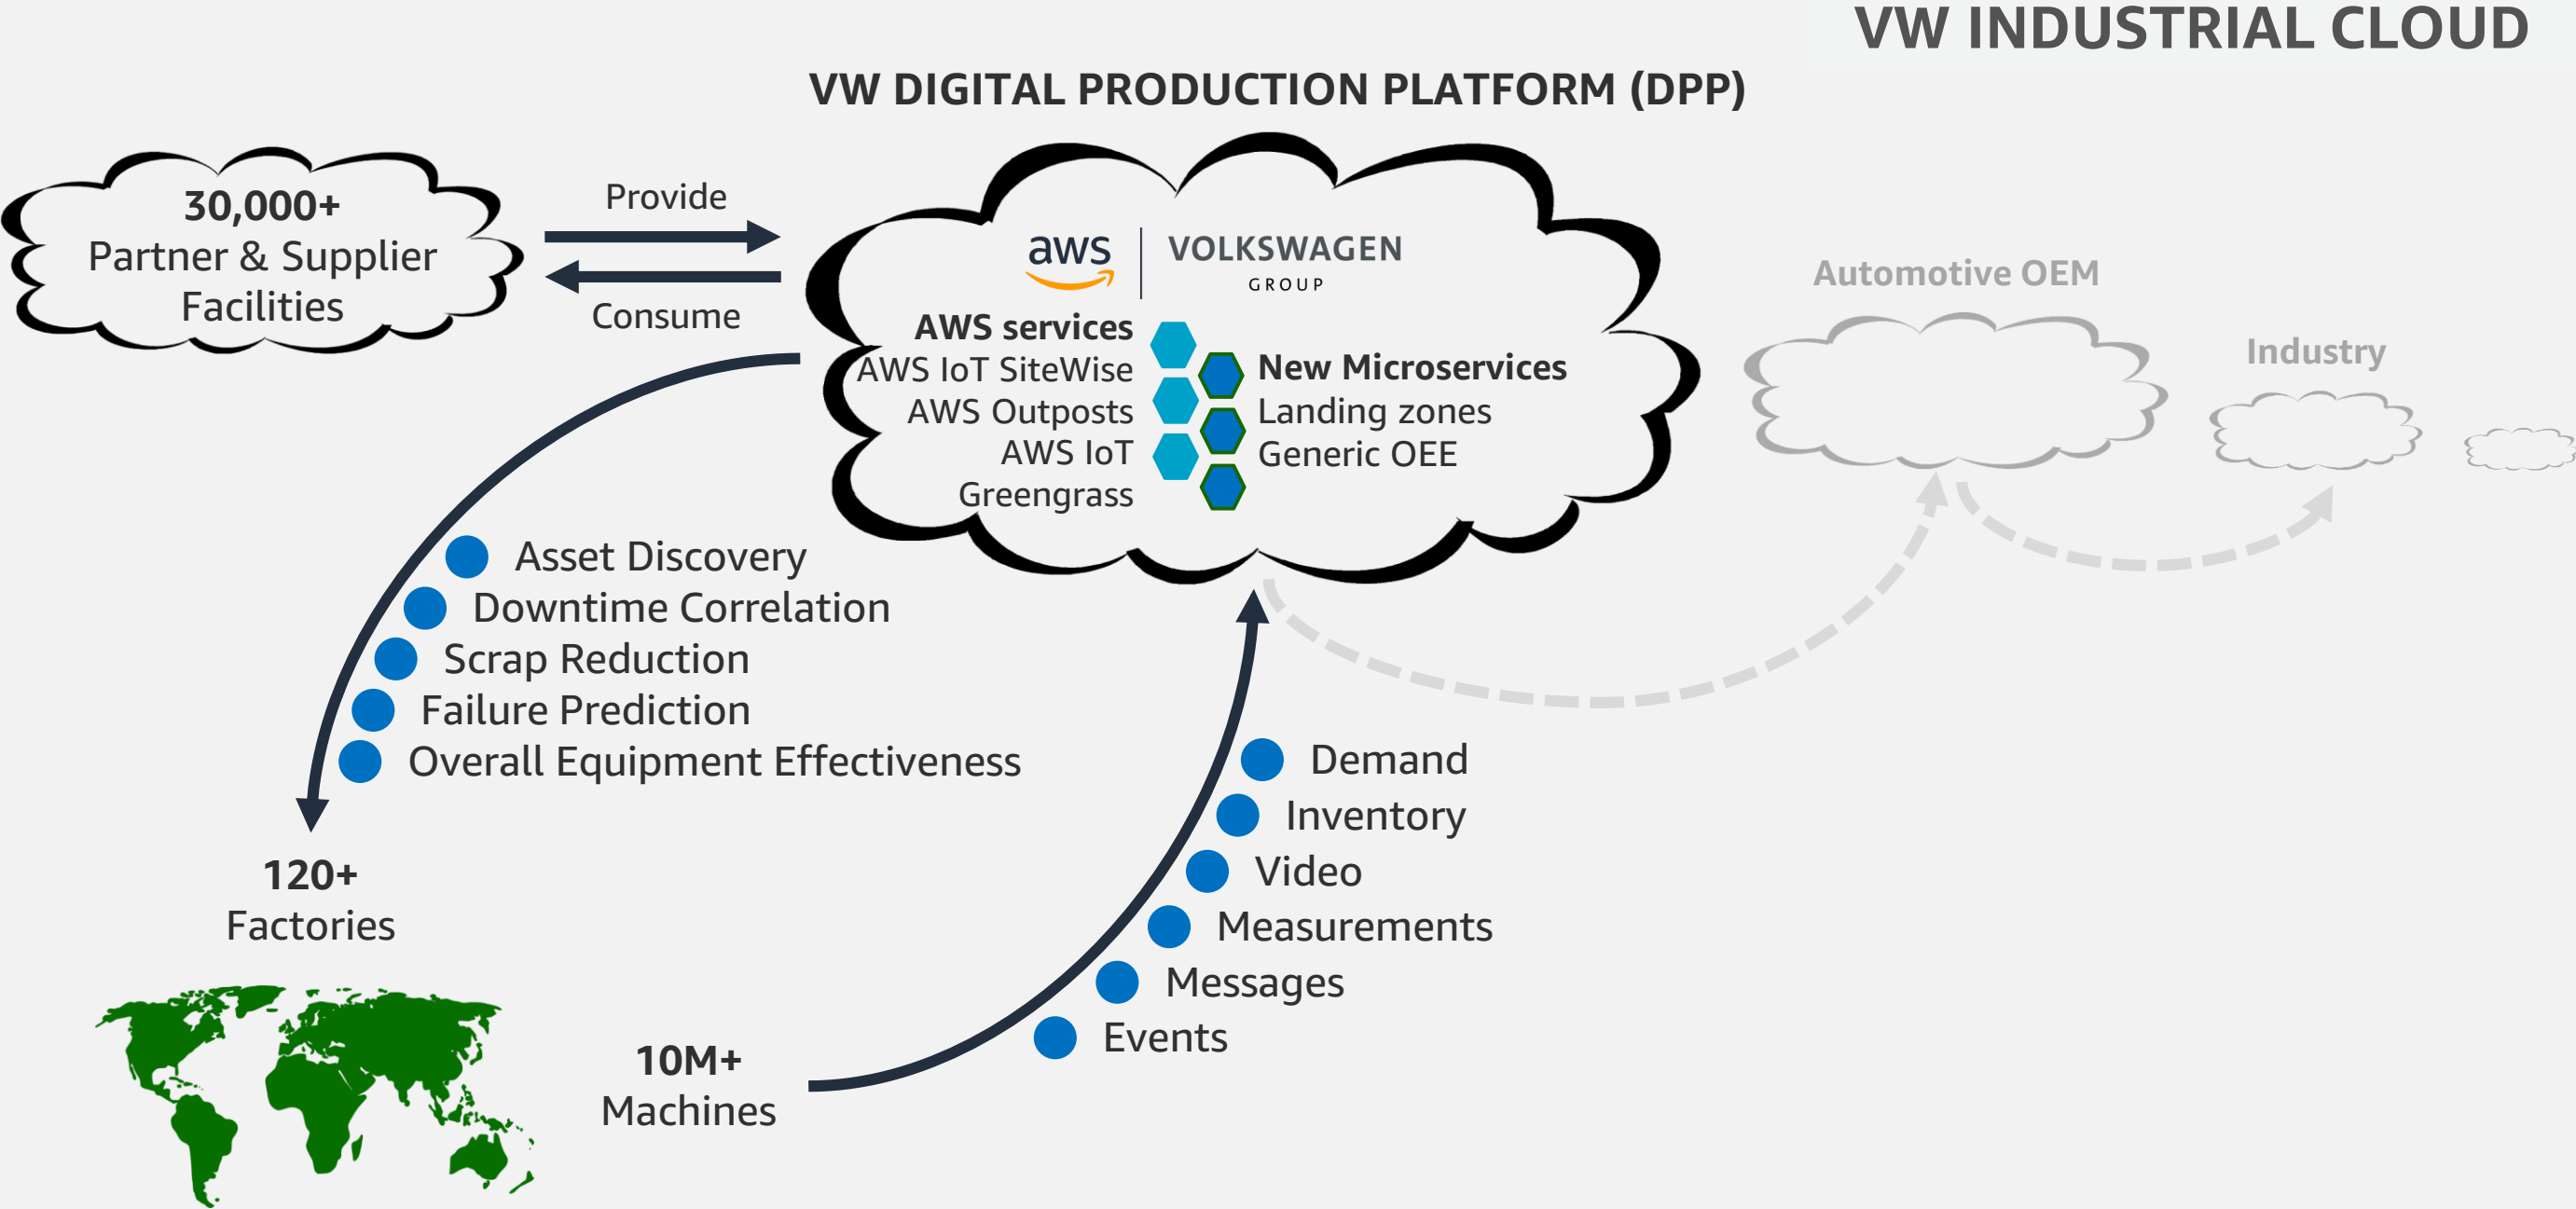 VW INDUSTRIAL CLOUD
VW DIGITAL PRODUCTION PLATFORM (DPP)
30,000+
Partner & Supplier
Facilities
Provide
Consume
aws
VOLKSWAGEN
GROUP
AWS services
AWS IoT SiteWise
AWS Outposts
AWS IoT
Greengrass
New Microservices
Landing zones
Generic OEE
Automotive OEM
Industry
Asset Discovery
Downtime Correlation
Scrap Reduction
Failure Prediction
Overall Equipment Effectiveness
120+
Factories
10M+
Machines
Demand
Inventory
Video
Measurements
Messages
Events